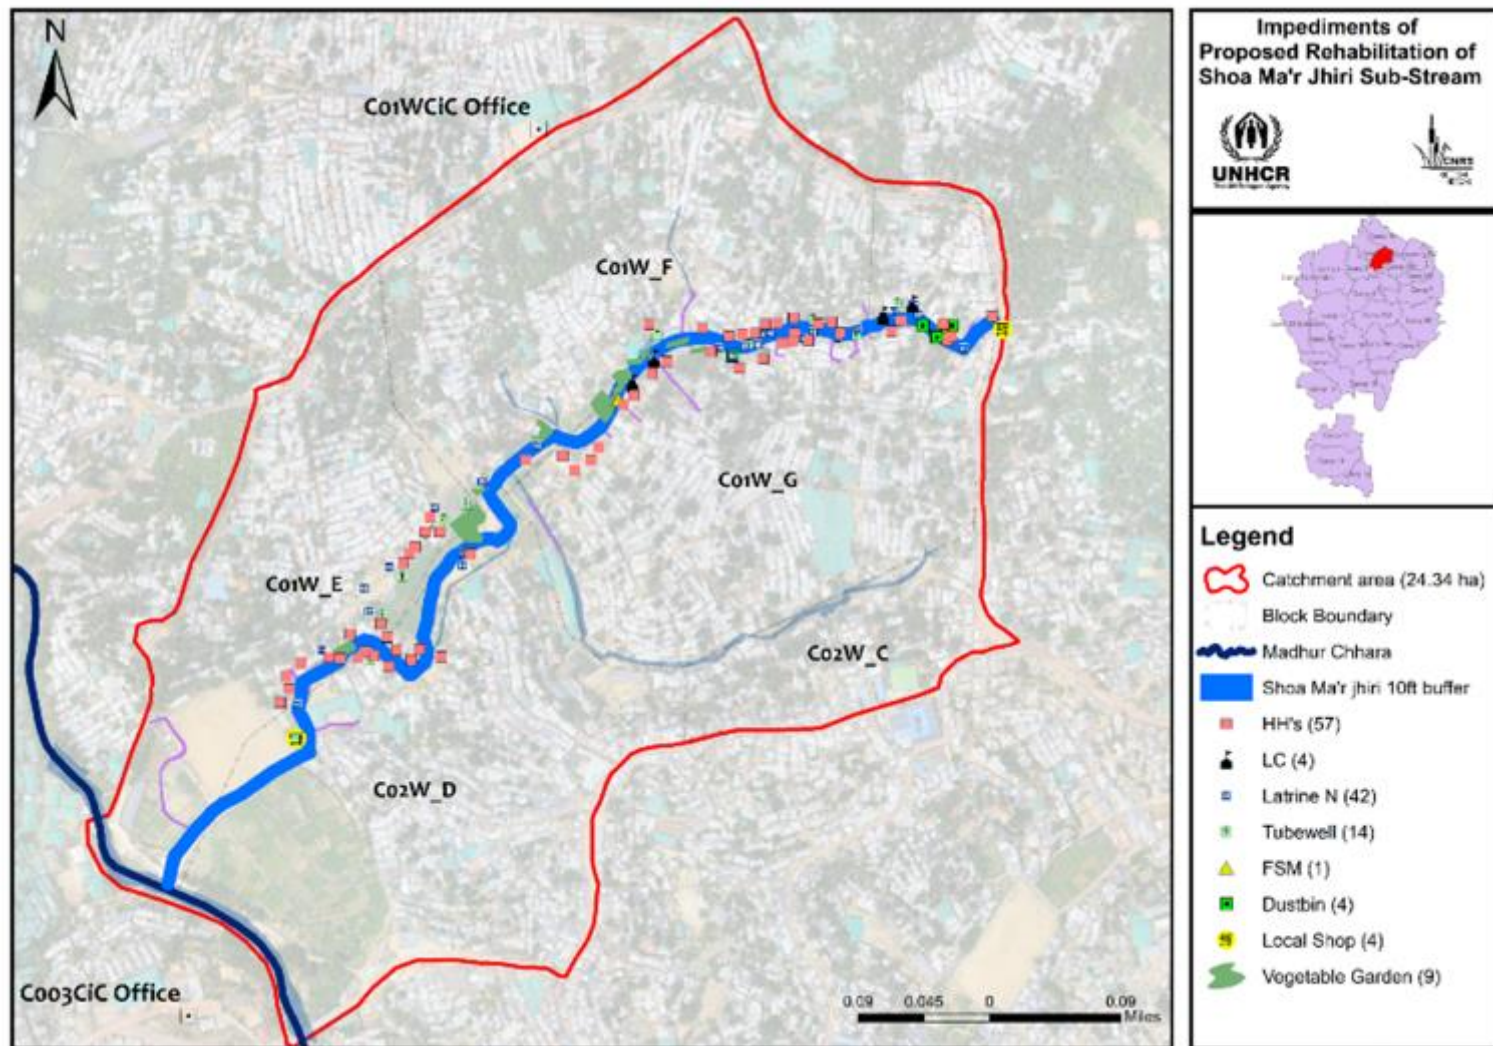 Impediments of
Proposed Rehabilitation of
Shoa Ma'r Jhiri Sub-Stream
UNHCR
CNRS
N
C01WCiC Office
C01W_F
C01W_G
C01W_E
C02W_C
C02W_D
C003CiC Office
0.09 0.045 0 0.09
Miles
Legend
Catchment area (24.34 ha)
Block Boundary
Madhur Chhara
Shoa Ma'r jhiri 10ft buffer
HH's (57)
LC (4)
Latrine N (42)
Tubewell (14)
FSM (1)
Dustbin (4)
Local Shop (4)
Vegetable Garden (9)